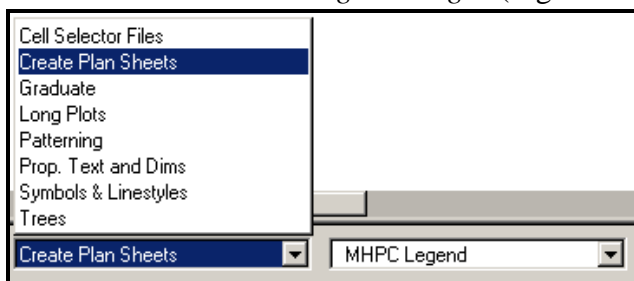 Cell Selector Files
Create Plan Sheets
Graduate
Long Plots
Patterning
Prop. Text and Dims
Symbols & Linestyles
Trees
Create Plan Sheets
MHPC Legend